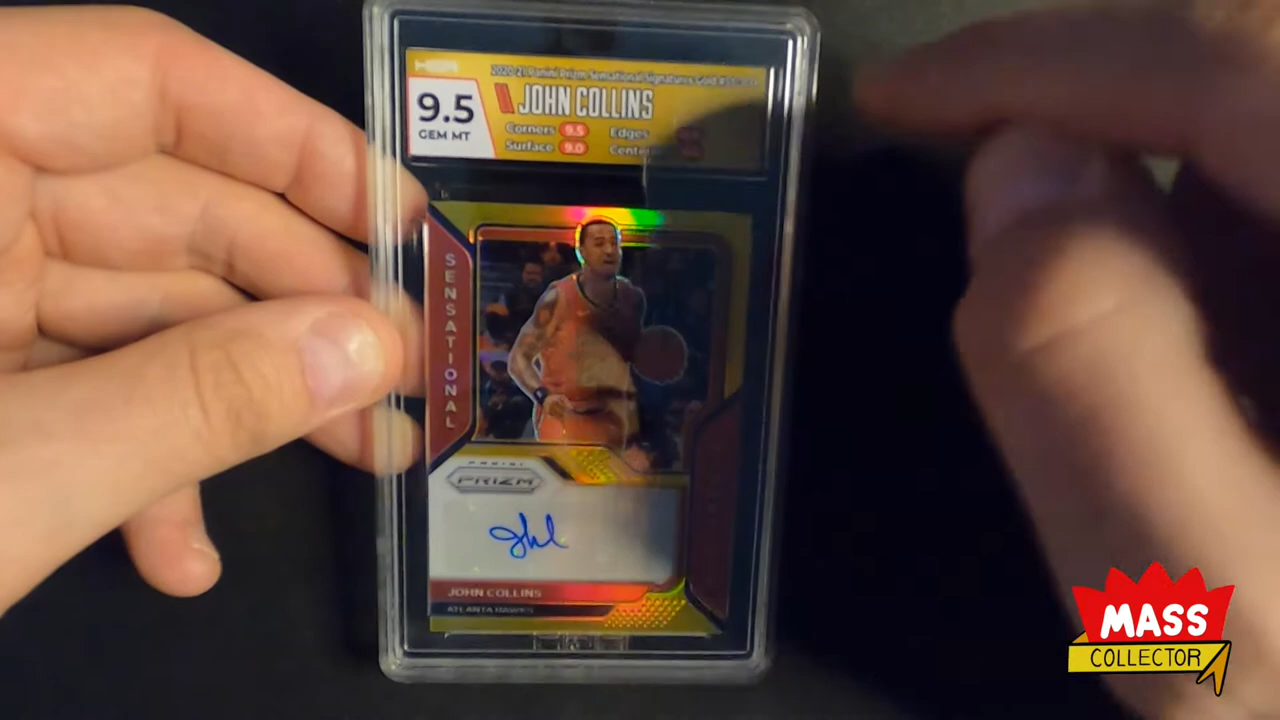 HGA
2020-21 Panini Prizm Sensational Signatures Gold
JOHN COLLINS
9.5
GEM MT
Corners 9.5 Edges
Surface 9.0
SENSATIONAL
PANINI
PRIZM
JOHN COLLINS
ATLANTA HAWKS
MASS
COLLECTOR